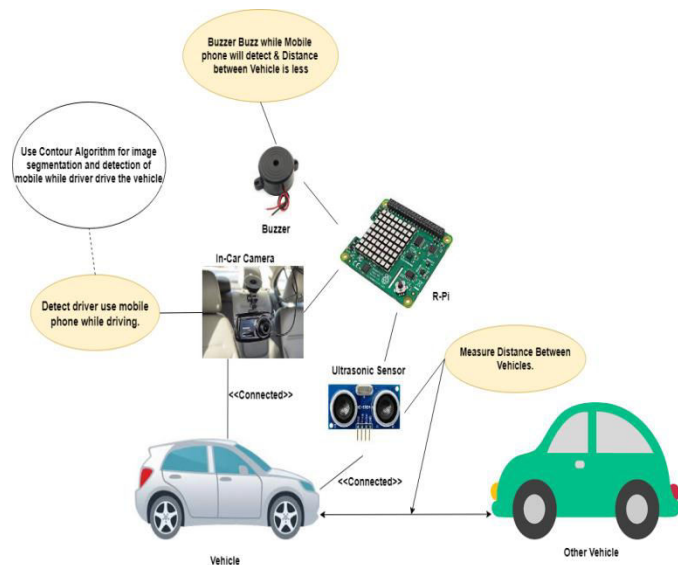 Buzzer Buzz while Mobile
phone will detect & Distance
between Vehicle is less
Use Contour Algorithm for image
segmentation and detection of
mobile while driver drive the vehicle
Buzzer
In-Car Camera
R-Pi
Detect driver use mobile
phone while driving.
Ultrasonic Sensor
Measure Distance Between
Vehicles.
<<Connected>>
<<Connected>>
Vehicle
Other Vehicle